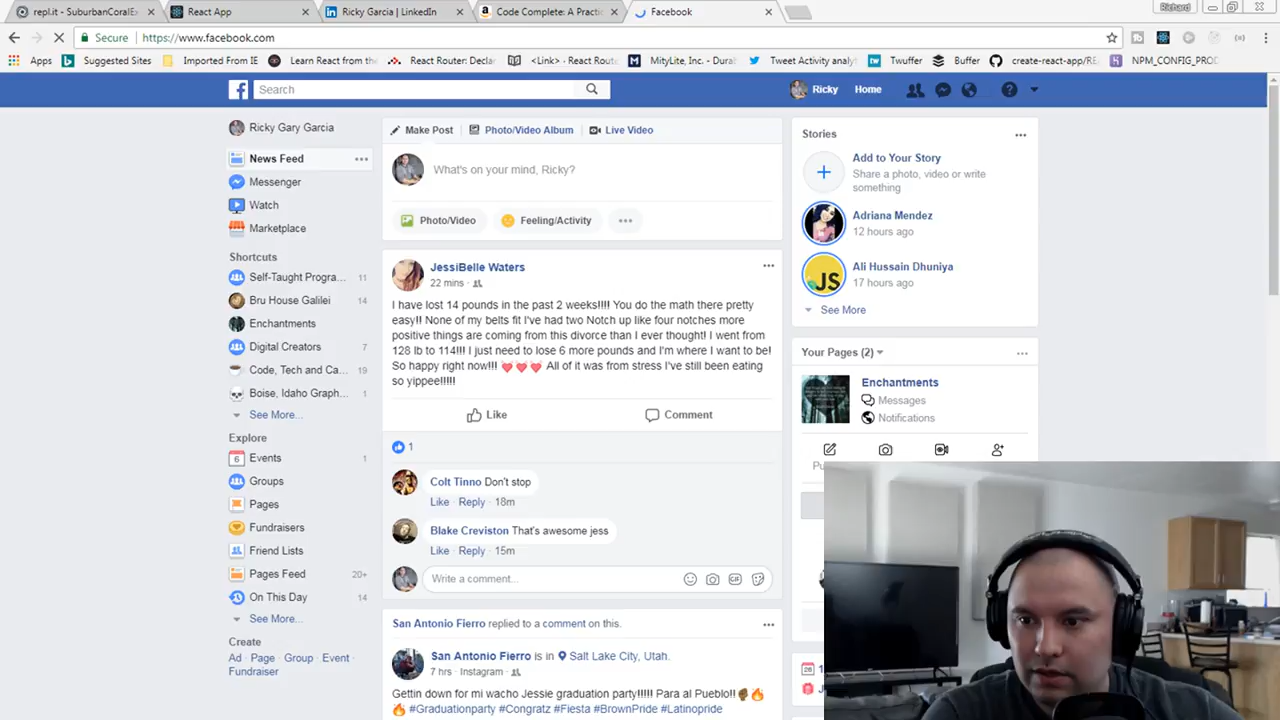 repl.it - SuburbanCoralE
React App
Ricky Garcia | LinkedIn
Code Complete: A Practi
Facebook
Richard
Secure
https://www.facebook.com
Apps
Suggested Sites
Imported From IE
Learn React from the
React Router: Declar
<Link> - React Route
MityLite, Inc. - Durab
Tweet Activity analyt
Twuffer
Buffer
create-react-app/RE
NPM_CONFIG_PROD
Search
Ricky
Home
Ricky Gary Garcia
News Feed
Messenger
Watch
Marketplace
Shortcuts
Self-Taught Progra... 11
Bru House Galilei 14
Enchantments
Digital Creators 7
Code, Tech and Ca... 19
Boise, Idaho Graph... 1
See More...
Explore
Events 1
Groups
Pages
Fundraisers
Friend Lists
Pages Feed 20+
On This Day 14
See More...
Create
Ad · Page · Group · Event ·
Fundraiser
Make Post
Photo/Video Album
Live Video
What's on your mind, Ricky?
Photo/Video
Feeling/Activity
JessiBelle Waters
22 mins ·
I have lost 14 pounds in the past 2 weeks!!!! You do the math there pretty
easy!! None of my belts fit I've had two Notch up like four notches more
positive things are coming from this divorce than I ever thought! I went from
128 lb to 114!!! I just need to lose 6 more pounds and I'm where I want to be!
So happy right now!!! 💓💓💓 All of it was from stress I've still been eating
so yippee!!!!!
Like
Comment
1
Colt Tinno Don't stop
Like · Reply · 18m
Blake Creviston That's awesome jess
Like · Reply · 15m
Write a comment...
San Antonio Fierro replied to a comment on this.
San Antonio Fierro is in Salt Lake City, Utah.
7 hrs · Instagram ·
Gettin down for mi wacho Jessie graduation party!!!!! Para al Pueblo!!✊🏾🔥
🔥 #Graduationparty #Congratz #Fiesta #BrownPride #Latinopride
Stories
Add to Your Story
Share a photo, video or write
something
Adriana Mendez
12 hours ago
JS
Ali Hussain Dhuniya
17 hours ago
See More
Your Pages (2)
Enchantments
Messages
Notifications